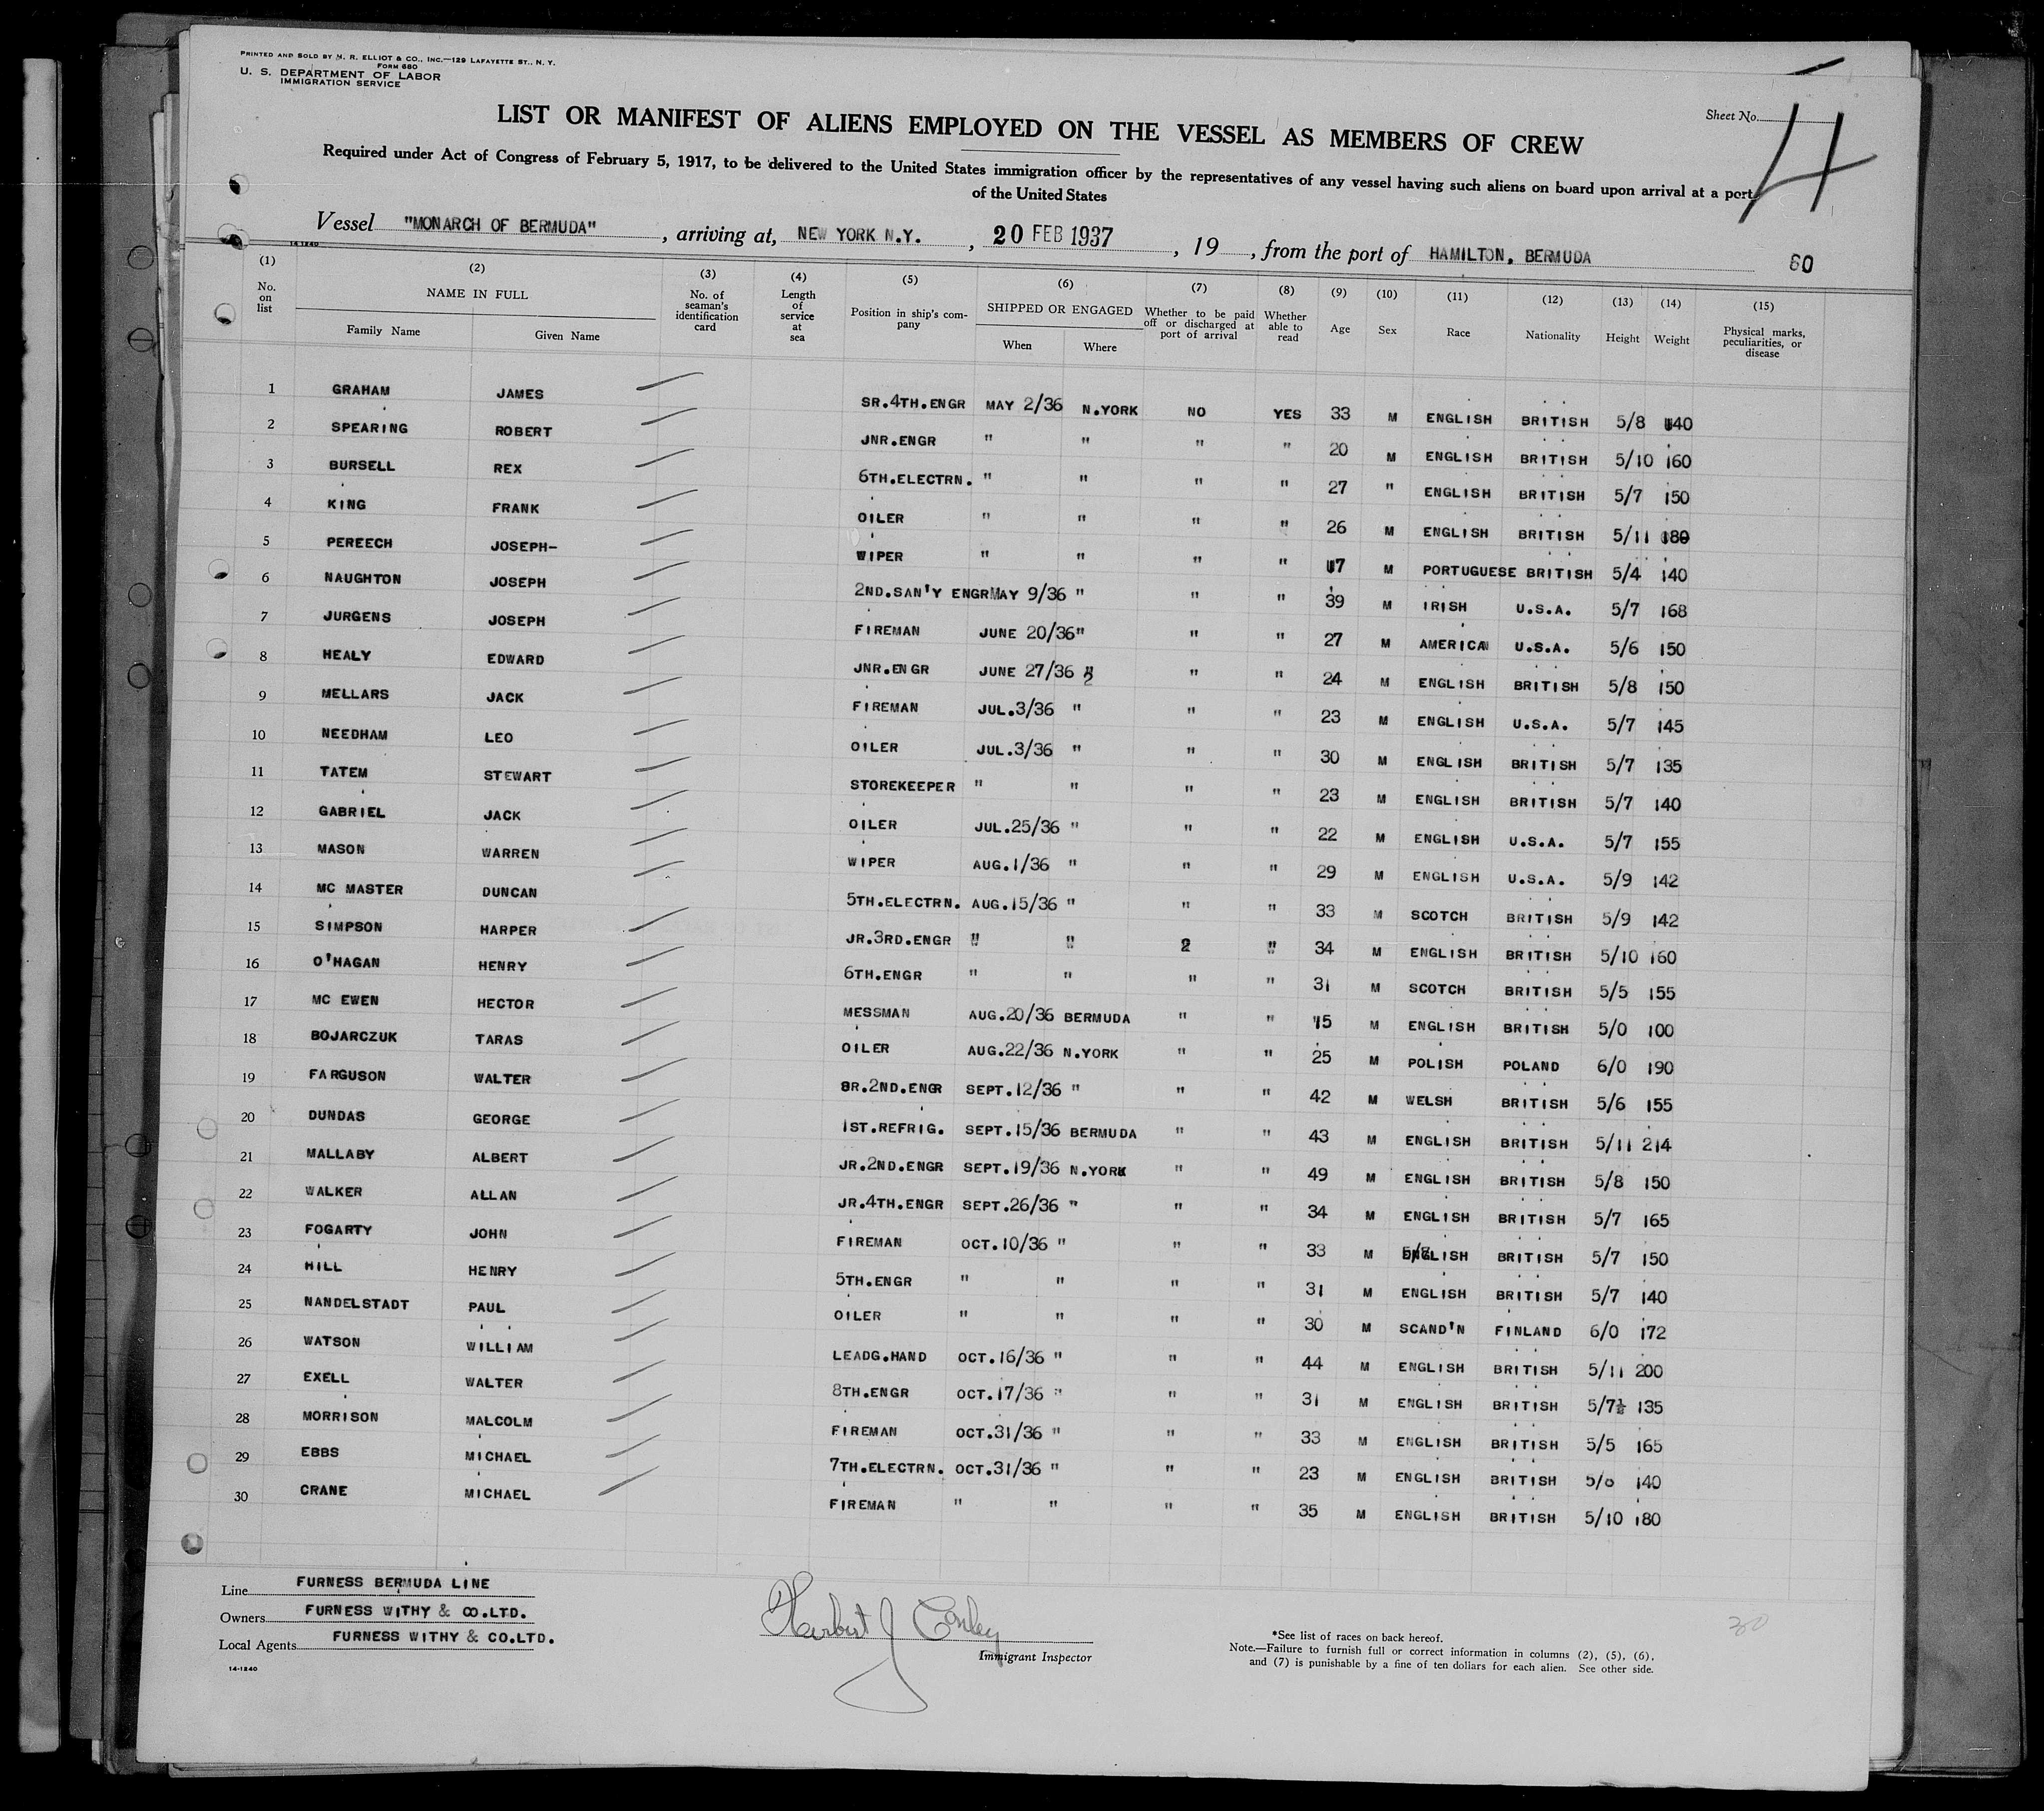 PRINTED AND SOLD BY M. R. ELLIOT & CO., INC.—129 LAFAYETTE ST., N. Y.
FORM 680
U. S. DEPARTMENT OF LABOR
IMMIGRATION SERVICE
Sheet No. 4
LIST OR MANIFEST OF ALIENS EMPLOYED ON THE VESSEL AS MEMBERS OF CREW
Required under Act of Congress of February 5, 1917, to be delivered to the United States immigration officer by the representatives of any vessel having such aliens on board upon arrival at a port
of the United States
Vessel "MONARCH OF BERMUDA", arriving at, NEW YORK N.Y., 20 FEB 1937, 19, from the port of HAMILTON, BERMUDA 60
14-1240
(1) No. on list (2) NAME IN FULL Family Name Given Name (3) No. of seaman's identification card (4) Length of service at sea (5) Position in ship's company (6) SHIPPED OR ENGAGED When Where (7) Whether to be paid off or discharged at port of arrival (8) Whether able to read (9) Age (10) Sex (11) Race (12) Nationality (13) Height (14) Weight (15) Physical marks, peculiarities, or disease
1 GRAHAM JAMES SR.4TH.ENGR MAY 2/36 N.YORK NO YES 33 M ENGLISH BRITISH 5/8 140
2 SPEARING ROBERT JNR.ENGR " " " " 20 M ENGLISH BRITISH 5/10 160
3 BURSELL REX 6TH.ELECTRN. " " " " 27 " ENGLISH BRITISH 5/7 150
4 KING FRANK OILER " " " " 26 M ENGLISH BRITISH 5/11 180
5 PEREECH JOSEPH- WIPER " " " " 17 M PORTUGUESE BRITISH 5/4 140
6 NAUGHTON JOSEPH 2ND.SAN'Y ENGR MAY 9/36 " " " 39 M IRISH U.S.A. 5/7 168
7 JURGENS JOSEPH FIREMAN JUNE 20/36 " " " 27 M AMERICAN U.S.A. 5/6 150
8 HEALY EDWARD JNR.ENGR JUNE 27/36 " " " 24 M ENGLISH BRITISH 5/8 150
9 MELLARS JACK FIREMAN JUL.3/36 " " " 23 M ENGLISH U.S.A. 5/7 145
10 NEEDHAM LEO OILER JUL.3/36 " " " 30 M ENGLISH BRITISH 5/7 135
11 TATEM STEWART STOREKEEPER " " " " 23 M ENGLISH BRITISH 5/7 140
12 GABRIEL JACK OILER JUL.25/36 " " " 22 M ENGLISH U.S.A. 5/7 155
13 MASON WARREN WIPER AUG.1/36 " " " 29 M ENGLISH U.S.A. 5/9 142
14 MC MASTER DUNCAN 5TH.ELECTRN. AUG.15/36 " " " 33 M SCOTCH BRITISH 5/9 142
15 SIMPSON HARPER JR.3RD.ENGR " " 2 " 34 M ENGLISH BRITISH 5/10 160
16 O'HAGAN HENRY 6TH.ENGR " " " " 31 M SCOTCH BRITISH 5/5 155
17 MC EWEN HECTOR MESSMAN AUG.20/36 BERMUDA " " 15 M ENGLISH BRITISH 5/0 100
18 BOJARCZUK TARAS OILER AUG.22/36 N.YORK " " 25 M POLISH POLAND 6/0 190
19 FARGUSON WALTER SR.2ND.ENGR SEPT.12/36 " " " 42 M WELSH BRITISH 5/6 155
20 DUNDAS GEORGE 1ST.REFRIG. SEPT.15/36 BERMUDA " " 43 M ENGLISH BRITISH 5/11 214
21 MALLABY ALBERT JR.2ND.ENGR SEPT.19/36 N.YORK " " 49 M ENGLISH BRITISH 5/8 150
22 WALKER ALLAN JR.4TH.ENGR SEPT.26/36 " " " 34 M ENGLISH BRITISH 5/7 165
23 FOGARTY JOHN FIREMAN OCT.10/36 " " " 33 M ENGLISH BRITISH 5/7 150
24 HILL HENRY 5TH.ENGR " " " " 31 M ENGLISH BRITISH 5/7 140
25 NANDELSTADT PAUL OILER " " " " 30 M SCAND'N FINLAND 6/0 172
26 WATSON WILLIAM LEADG.HAND OCT.16/36 " " " 44 M ENGLISH BRITISH 5/11 200
27 EXELL WALTER 8TH.ENGR OCT.17/36 " " " 31 M ENGLISH BRITISH 5/7½ 135
28 MORRISON MALCOLM FIREMAN OCT.31/36 " " " 33 M ENGLISH BRITISH 5/5 165
29 EBBS MICHAEL 7TH.ELECTRN. OCT.31/36 " " " 23 M ENGLISH BRITISH 140
30 CRANE MICHAEL FIREMAN " " " " 35 M ENGLISH BRITISH 5/10 180
Line FURNESS BERMUDA LINE
Owners FURNESS WITHY & CO.LTD.
Local Agents FURNESS WITHY & CO.LTD.
14-1240
Herbert J Conley
Immigrant Inspector
*See list of races on back hereof.
Note.—Failure to furnish full or correct information in columns (2), (5), (6),
and (7) is punishable by a fine of ten dollars for each alien. See other side.
30